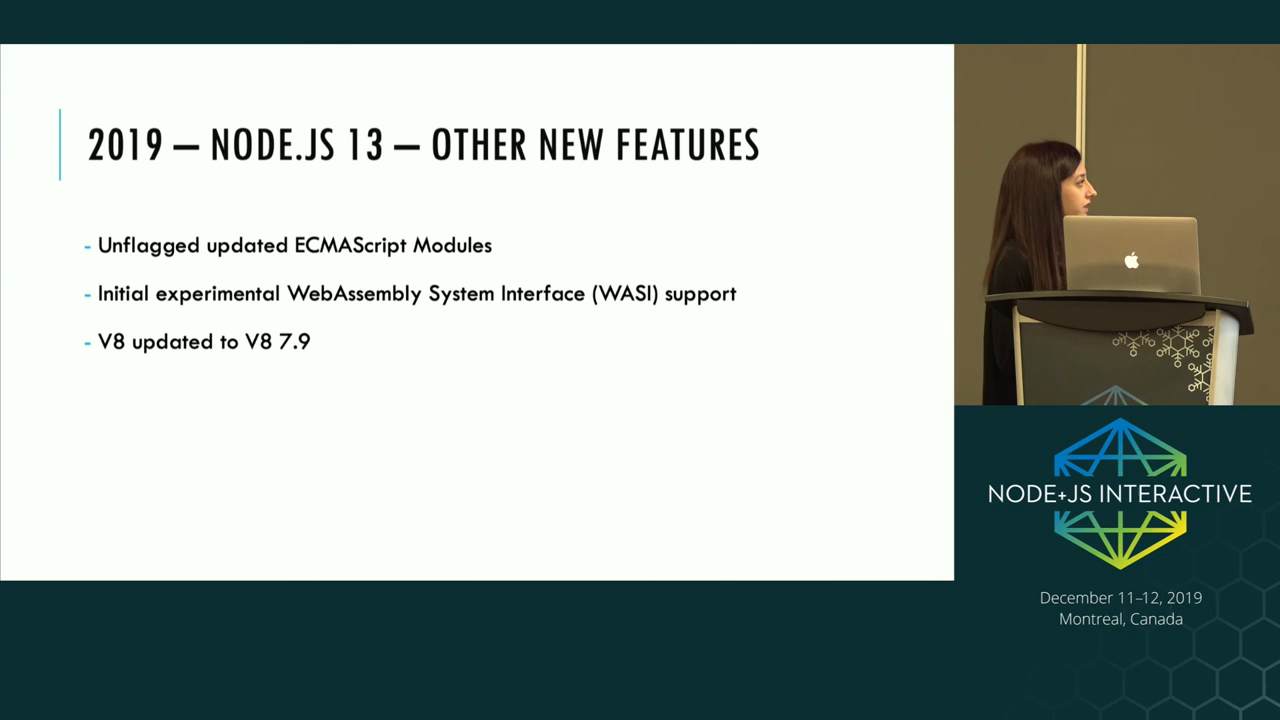 2019 – NODE.JS 13 – OTHER NEW FEATURES
- Unflagged updated ECMAScript Modules
- Initial experimental WebAssembly System Interface (WASI) support
- V8 updated to V8 7.9
NODE+JS INTERACTIVE
December 11–12, 2019
Montreal, Canada